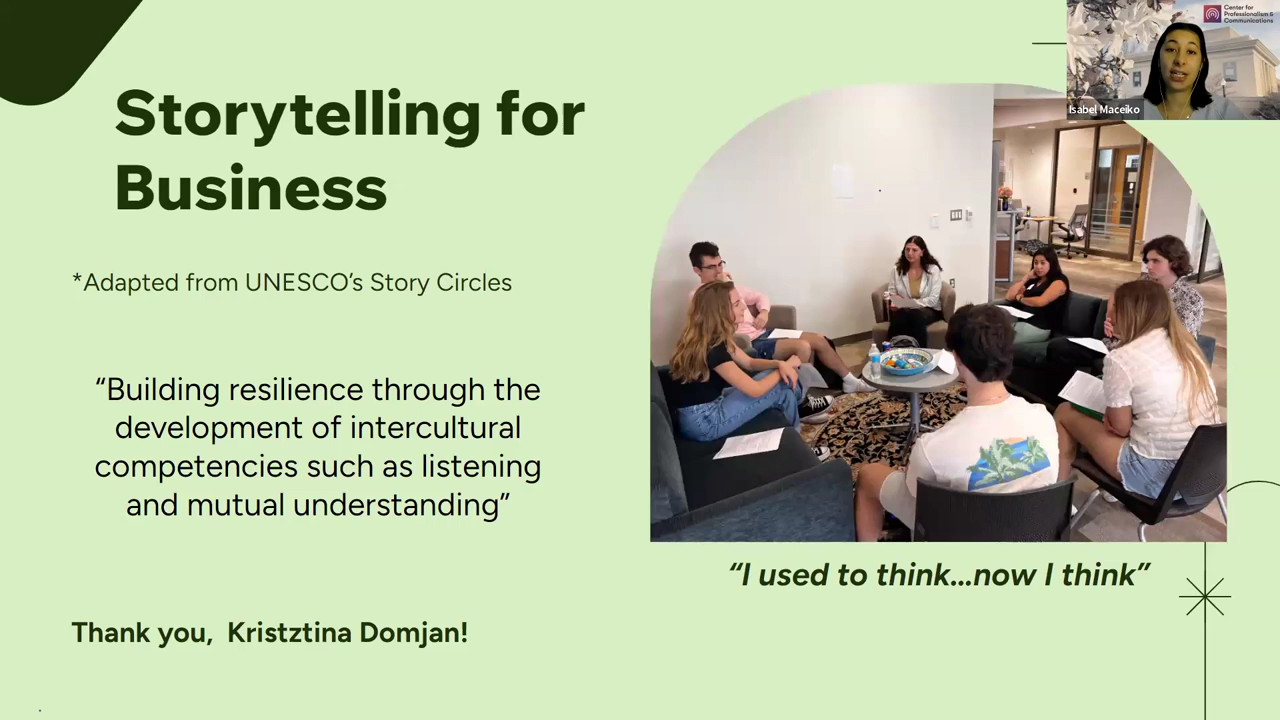 Storytelling for
Business
*Adapted from UNESCO’s Story Circles
“Building resilience through the
development of intercultural
competencies such as listening
and mutual understanding”
Thank you,  Kristztina Domjan!
“I used to think...now I think”
Center for
Professionalism &
Communications
Isabel Maceiko